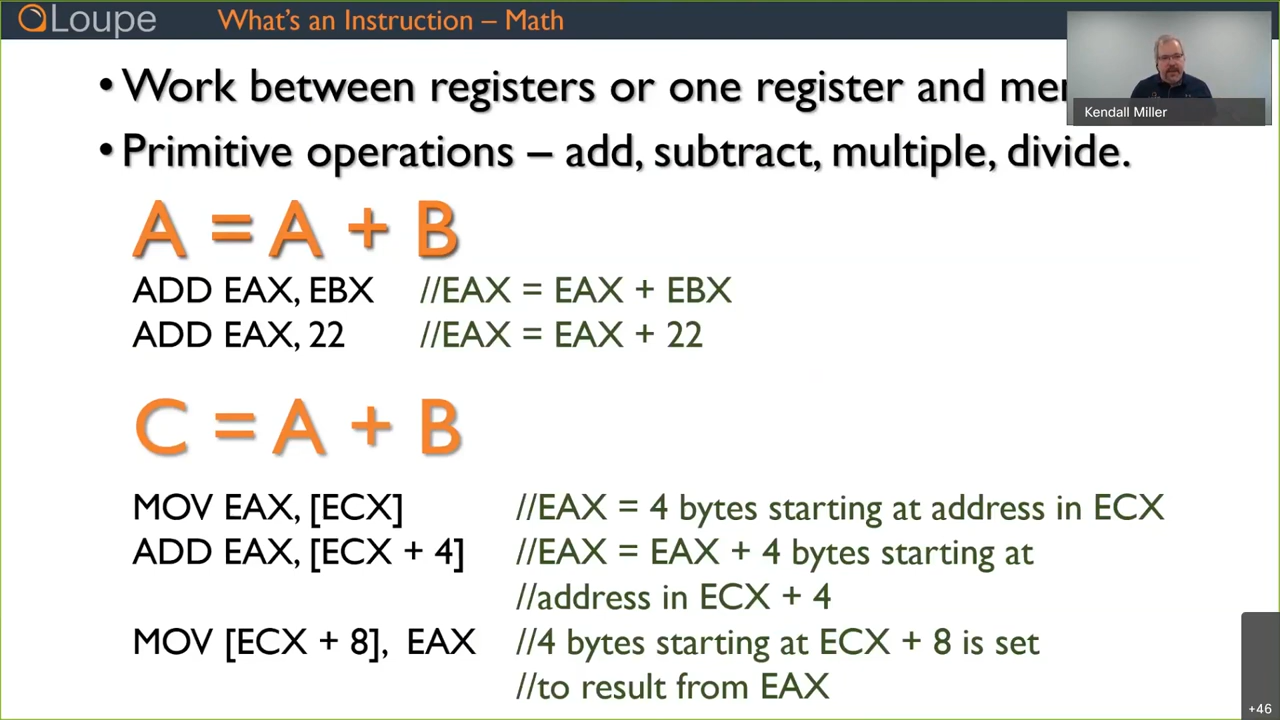 Loupe
What's an Instruction – Math
• Work between registers or one register and
• Primitive operations – add, subtract, multiple, divide.
Kendall Miller
A = A + B
ADD EAX, EBX //EAX = EAX + EBX
ADD EAX, 22 //EAX = EAX + 22
C = A + B
MOV EAX, [ECX] //EAX = 4 bytes starting at address in ECX
ADD EAX, [ECX + 4] //EAX = EAX + 4 bytes starting at
//address in ECX + 4
MOV [ECX + 8], EAX //4 bytes starting at ECX + 8 is set
//to result from EAX
+46